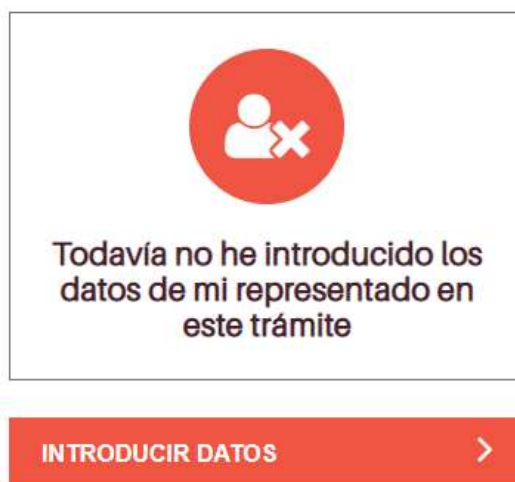 Todavía no he introducido los
datos de mi representado en
este trámite
INTRODUCIR DATOS